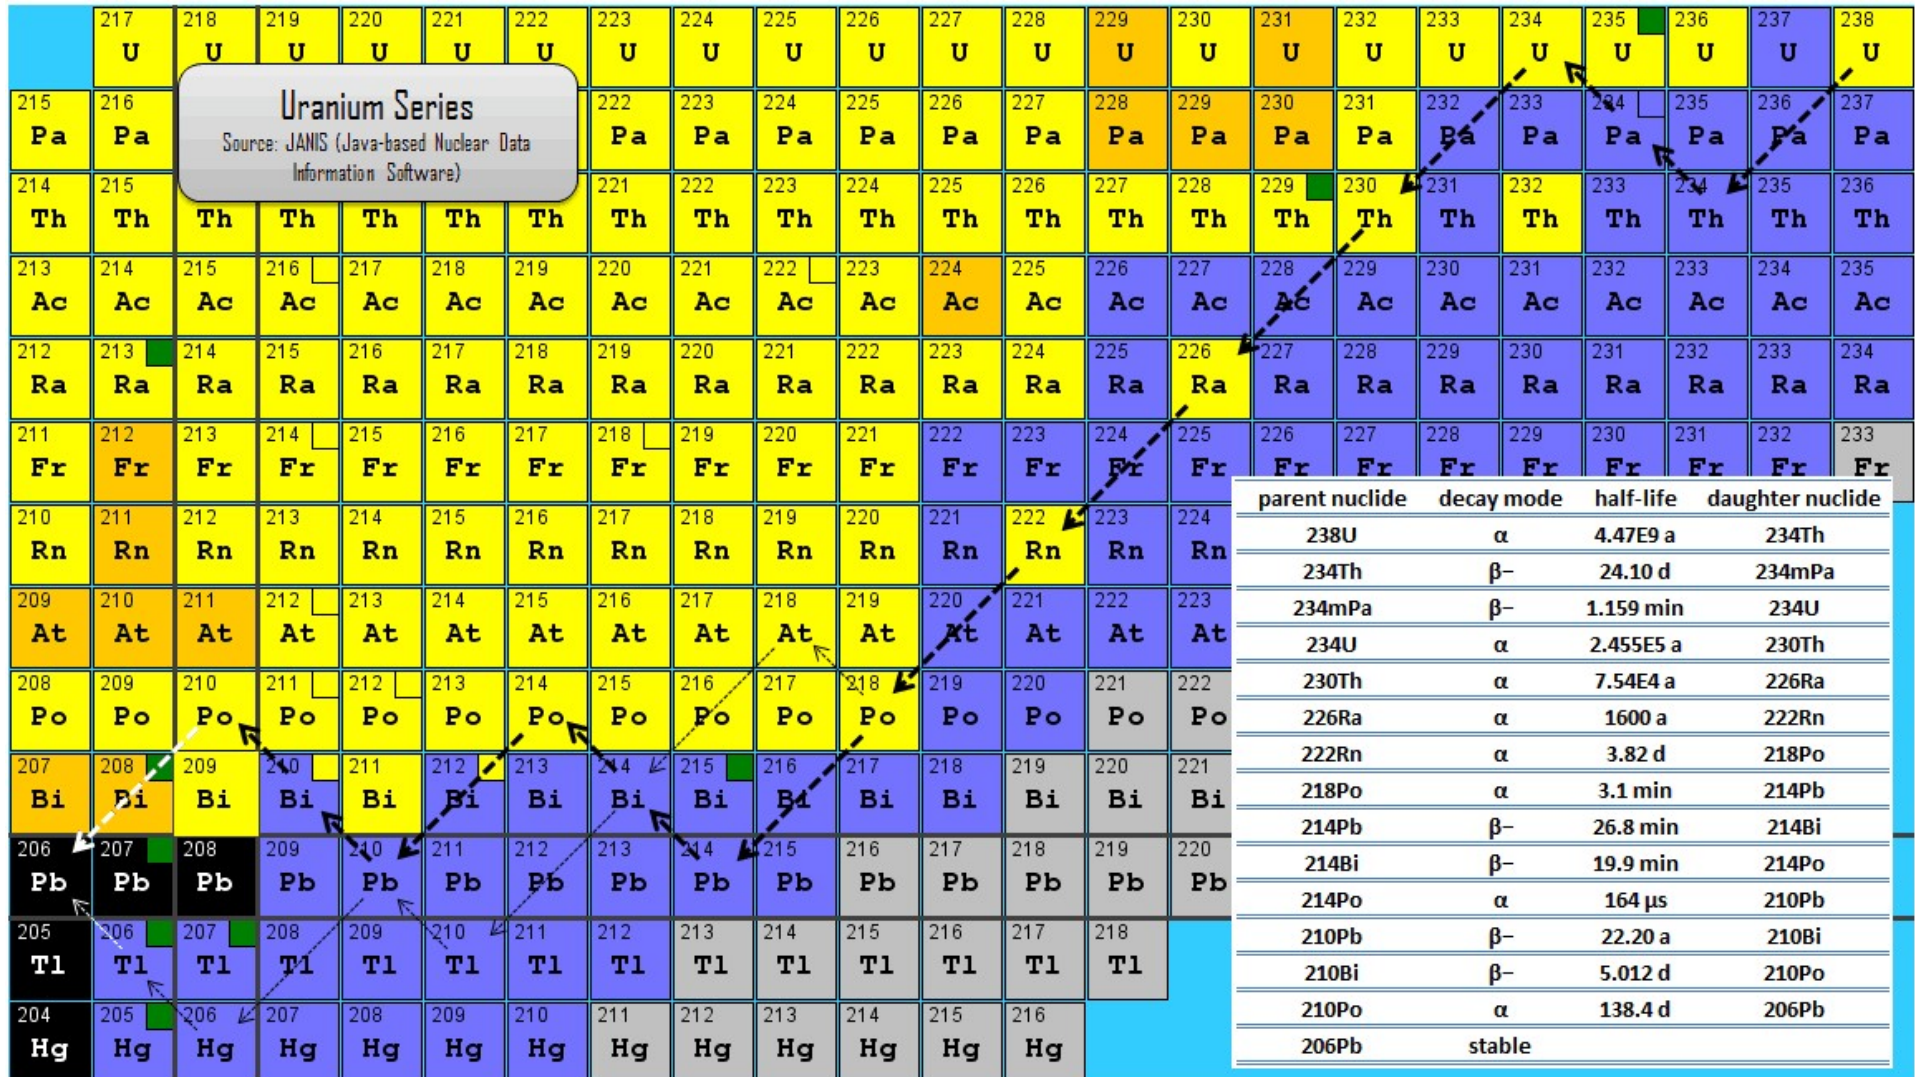 217 218 219 220 221 222 223 224 225 226 227 228 229 230 231 232 233 234 235 236 237 238
U U U U U U U U U U U U U U U U U U U U U U
Uranium Series
Source: JANIS (Java-based Nuclear Data
Information Software)
215 216 222 223 224 225 226 227 228 229 230 231 232 233 234 235 236 237
Pa Pa Pa Pa Pa Pa Pa Pa Pa Pa Pa Pa Pa Pa Pa Pa Pa Pa
214 215 221 222 223 224 225 226 227 228 229 230 231 232 233 234 235 236
Th Th Th Th Th Th Th Th Th Th Th Th Th Th Th Th Th Th Th Th Th Th Th
213 214 215 216 217 218 219 220 221 222 223 224 225 226 227 228 229 230 231 232 233 234 235
Ac Ac Ac Ac Ac Ac Ac Ac Ac Ac Ac Ac Ac Ac Ac Ac Ac Ac Ac Ac Ac Ac Ac
212 213 214 215 216 217 218 219 220 221 222 223 224 225 226 227 228 229 230 231 232 233 234
Ra Ra Ra Ra Ra Ra Ra Ra Ra Ra Ra Ra Ra Ra Ra Ra Ra Ra Ra Ra Ra Ra Ra
211 212 213 214 215 216 217 218 219 220 221 222 223 224 225 226 227 228 229 230 231 232 233
Fr Fr Fr Fr Fr Fr Fr Fr Fr Fr Fr Fr Fr Fr Fr Fr Fr Fr Fr Fr Fr Fr Fr
210 211 212 213 214 215 216 217 218 219 220 221 222 223 224
Rn Rn Rn Rn Rn Rn Rn Rn Rn Rn Rn Rn Rn Rn Rn
209 210 211 212 213 214 215 216 217 218 219 220 221 222 223
At At At At At At At At At At At At At At At
208 209 210 211 212 213 214 215 216 217 218 219 220 221 222
Po Po Po Po Po Po Po Po Po Po Po Po Po Po Po
207 208 209 210 211 212 213 214 215 216 217 218 219 220 221
Bi Bi Bi Bi Bi Bi Bi Bi Bi Bi Bi Bi Bi Bi Bi
206 207 208 209 210 211 212 213 214 215 216 217 218 219 220
Pb Pb Pb Pb Pb Pb Pb Pb Pb Pb Pb Pb Pb Pb Pb
205 206 207 208 209 210 211 212 213 214 215 216 217 218
Tl Tl Tl Tl Tl Tl Tl Tl Tl Tl Tl Tl Tl Tl
204 205 206 207 208 209 210 211 212 213 214 215 216
Hg Hg Hg Hg Hg Hg Hg Hg Hg Hg Hg Hg Hg
parent nuclide decay mode half-life daughter nuclide
238U α 4.47E9 a 234Th
234Th β− 24.10 d 234mPa
234mPa β− 1.159 min 234U
234U α 2.455E5 a 230Th
230Th α 7.54E4 a 226Ra
226Ra α 1600 a 222Rn
222Rn α 3.82 d 218Po
218Po α 3.1 min 214Pb
214Pb β− 26.8 min 214Bi
214Bi β− 19.9 min 214Po
214Po α 164 µs 210Pb
210Pb β− 22.20 a 210Bi
210Bi β− 5.012 d 210Po
210Po α 138.4 d 206Pb
206Pb stable